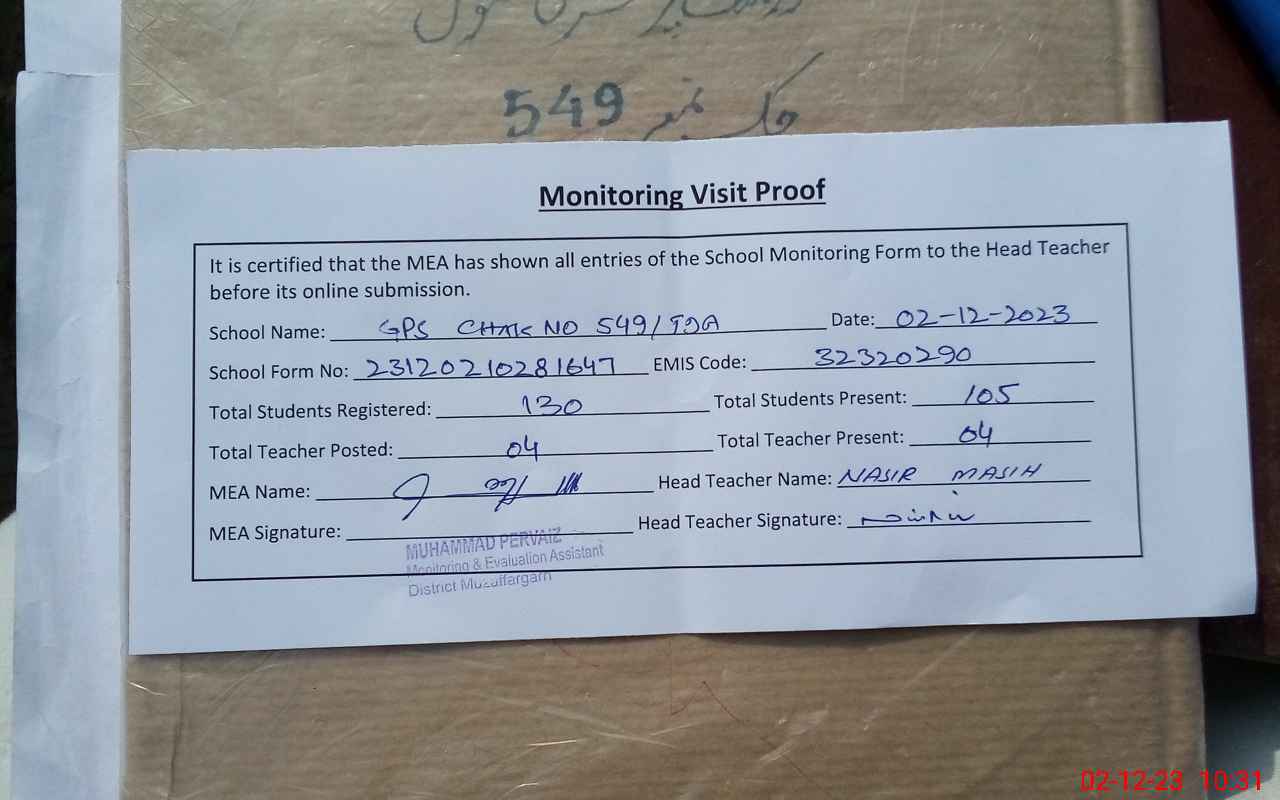 چک نمبر 549
Monitoring Visit Proof
It is certified that the MEA has shown all entries of the School Monitoring Form to the Head Teacher
before its online submission.
School Name: GPS CHAK NO 549/TDA Date: 02-12-2023
School Form No: 23120210281647 EMIS Code: 32320290
Total Students Registered: 130 Total Students Present: 105
Total Teacher Posted: 04 Total Teacher Present: 04
MEA Name: Head Teacher Name: NASIR MASIH
MEA Signature: Head Teacher Signature:
MUHAMMAD PERVAIZ
Monitoring & Evaluation Assistant
District Muzaffargarh
02-12-23 10:31